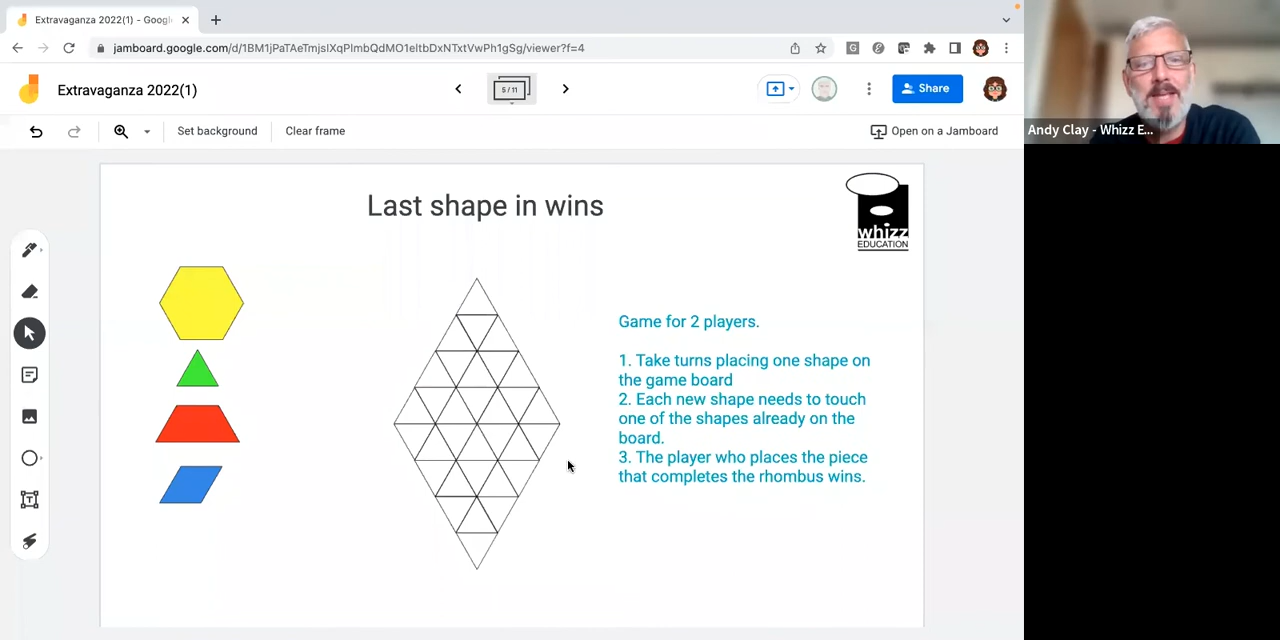 Extravaganza 2022(1) - Googl
jamboard.google.com/d/1BM1jPaTAeTmjsIXqPlmbQdMO1eltbDxNTxtVwPh1gSg/viewer?f=4
Extravaganza 2022(1)
5 / 11
Share
Set background
Clear frame
Open on a Jamboard
Andy Clay - Whizz E...
Last shape in wins
whizz
EDUCATION
Game for 2 players.
1. Take turns placing one shape on
the game board
2. Each new shape needs to touch
one of the shapes already on the
board.
3. The player who places the piece
that completes the rhombus wins.